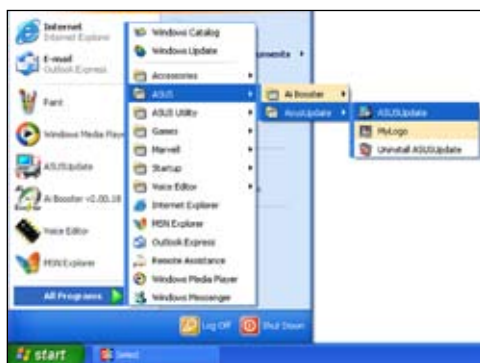 Internet
Internet Explorer
E-mail
Outlook Express
Paint
Windows Media Player
ASUSUpdate
Ai Booster v2.00.18
Voice Editor
MSN Explorer
All Programs
Windows Catalog
Windows Update
Accessories
ASUS
ASUS Utility
Games
Marvell
Startup
Voice Editor
Internet Explorer
MSN Explorer
Outlook Express
Remote Assistance
Windows Media Player
Windows Messenger
uments
Ai Booster
AsusUpdate
ASUSUpdate
MyLogo
Uninstall ASUSUpdate
Log Off
Shut Down
start